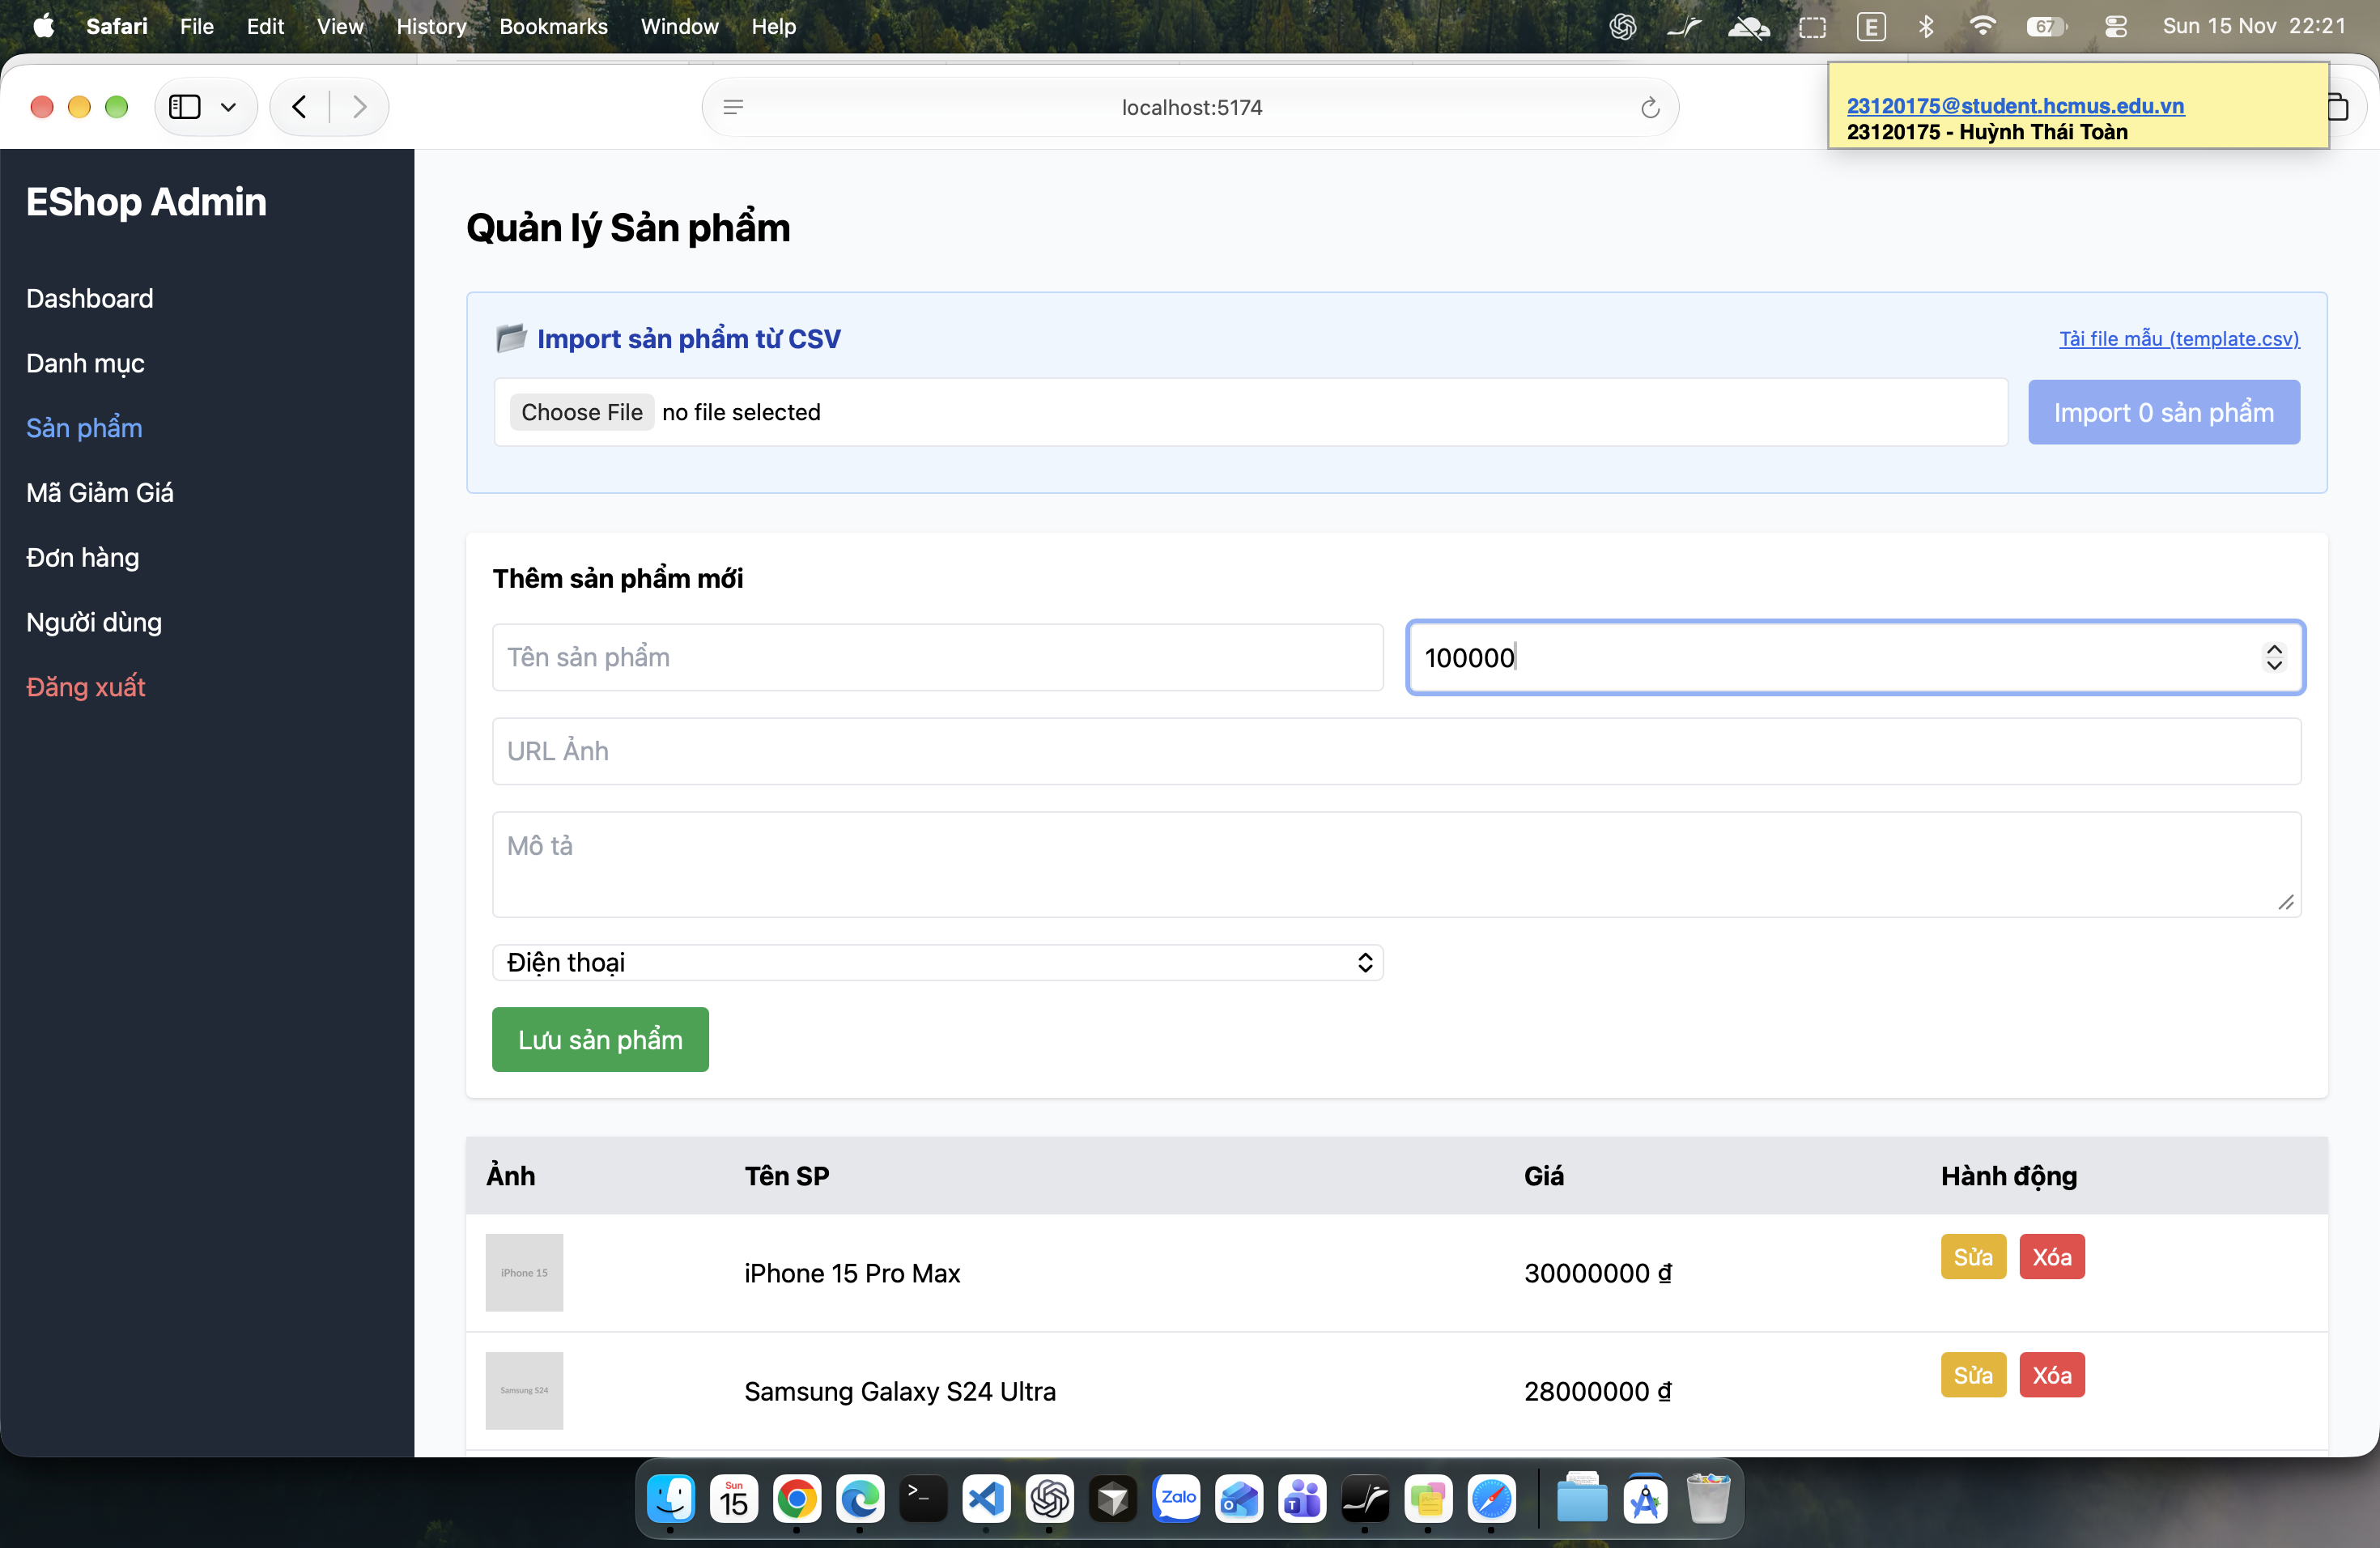 Safari File Edit View History Bookmarks Window Help E 67 Sun 15 Nov 22:21
localhost:5174
23120175@student.hcmus.edu.vn
23120175 - Huỳnh Thái Toàn
EShop Admin
Dashboard
Danh mục
Sản phẩm
Mã Giảm Giá
Đơn hàng
Người dùng
Đăng xuất
Quản lý Sản phẩm
Import sản phẩm từ CSV
Tải file mẫu (template.csv)
Choose File no file selected
Import 0 sản phẩm
Thêm sản phẩm mới
Tên sản phẩm
100000
URL Ảnh
Mô tả
Điện thoại
Lưu sản phẩm
Ảnh Tên SP Giá Hành động
iPhone 15 iPhone 15 Pro Max 30000000 ₫ Sửa Xóa
Samsung S24 Samsung Galaxy S24 Ultra 28000000 ₫ Sửa Xóa
Sun
15
>_
Zalo
O
T